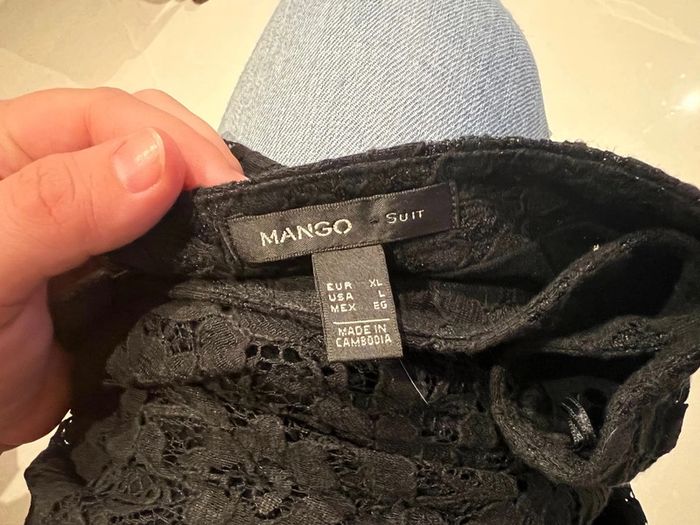 MANGO - SUIT
EUR XL
USA L
MEX EG
MADE IN
CAMBODIA